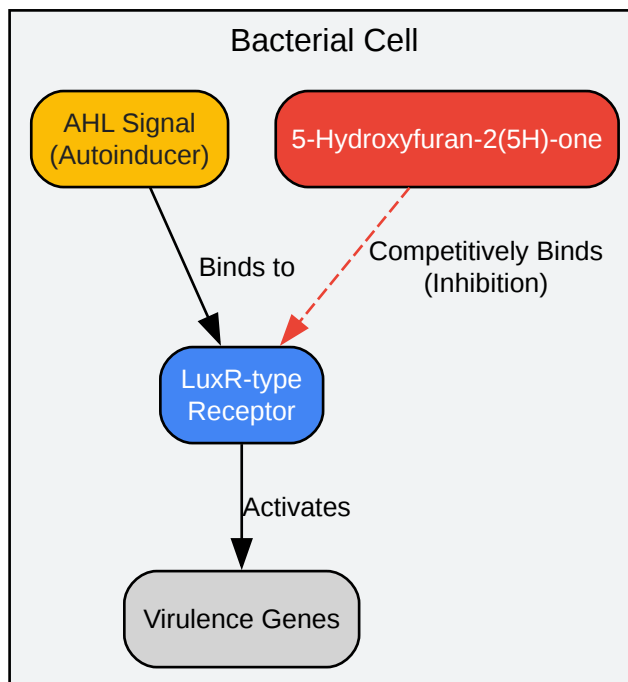 Bacterial Cell
AHL Signal
(Autoinducer)
5-Hydroxyfuran-2(5H)-one
Binds to
Competitively Binds
(Inhibition)
LuxR-type
Receptor
Activates
Virulence Genes